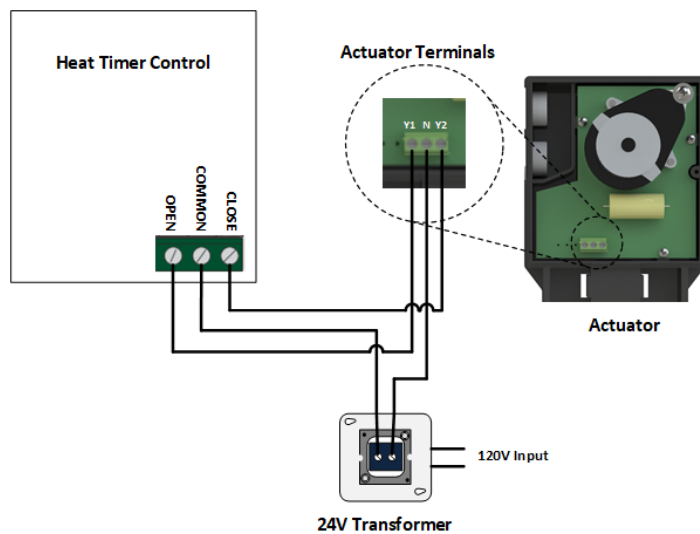 Heat Timer Control
OPEN
COMMON
CLOSE
Actuator Terminals
Y1 N Y2
Actuator
120V Input
24V Transformer